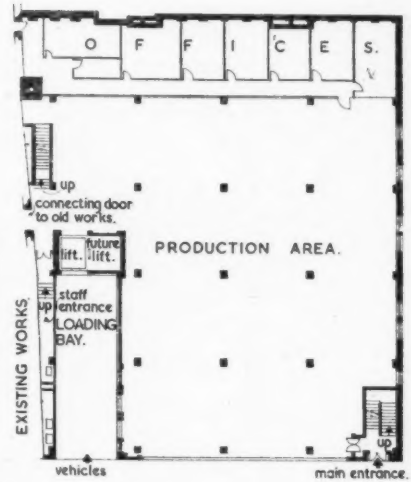 O F F I C E S.
up
connecting door
to old works.
lift.
future
lift.
PRODUCTION AREA.
EXISTING WORKS.
up
staff
entrance
LOADING
BAY.
up
vehicles
main entrance.